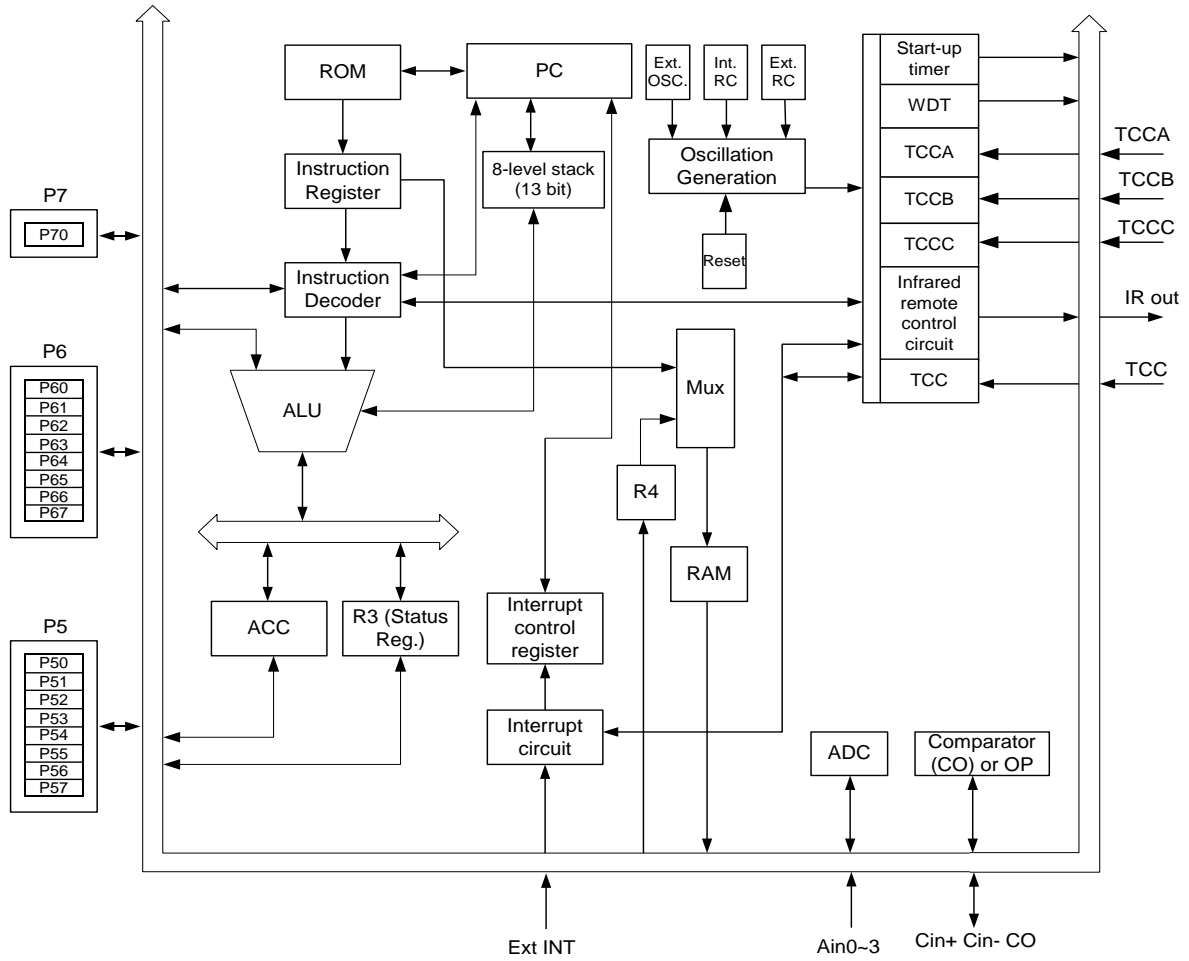 ROM
PC
Ext.
OSC.
Int.
RC
Ext.
RC
Start-up
timer
WDT
TCCA
TCCB
TCCC
Infrared
remote
control
circuit
TCC
TCCA
TCCB
TCCC
IR out
TCC
Instruction
Register
8-level stack
(13 bit)
Oscillation
Generation
Reset
P7
P70
Instruction
Decoder
P6
P60
P61
P62
P63
P64
P65
P66
P67
ALU
Mux
R4
RAM
ACC
R3 (Status
Reg.)
Interrupt
control
register
P5
P50
P51
P52
P53
P54
P55
P56
P57
Interrupt
circuit
ADC
Comparator
(CO) or OP
Ext INT
Ain0~3
Cin+ Cin- CO